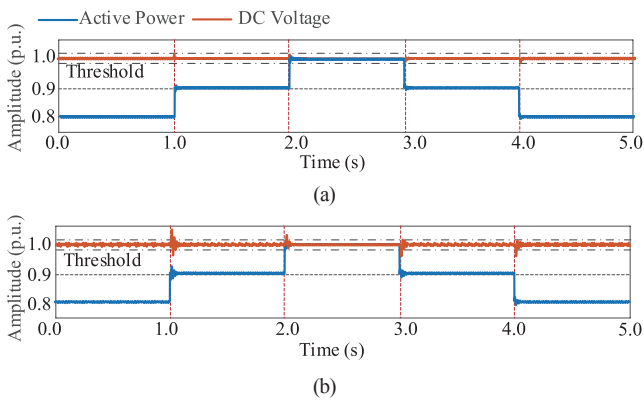 Active Power DC Voltage
Amplitude (p.u.)
1.0
Threshold
0.9
0.8
0.0 1.0 2.0 3.0 4.0 5.0
Time (s)
(a)
Amplitude (p.u.)
1.0
Threshold
0.9
0.8
0.0 1.0 2.0 3.0 4.0 5.0
Time (s)
(b)